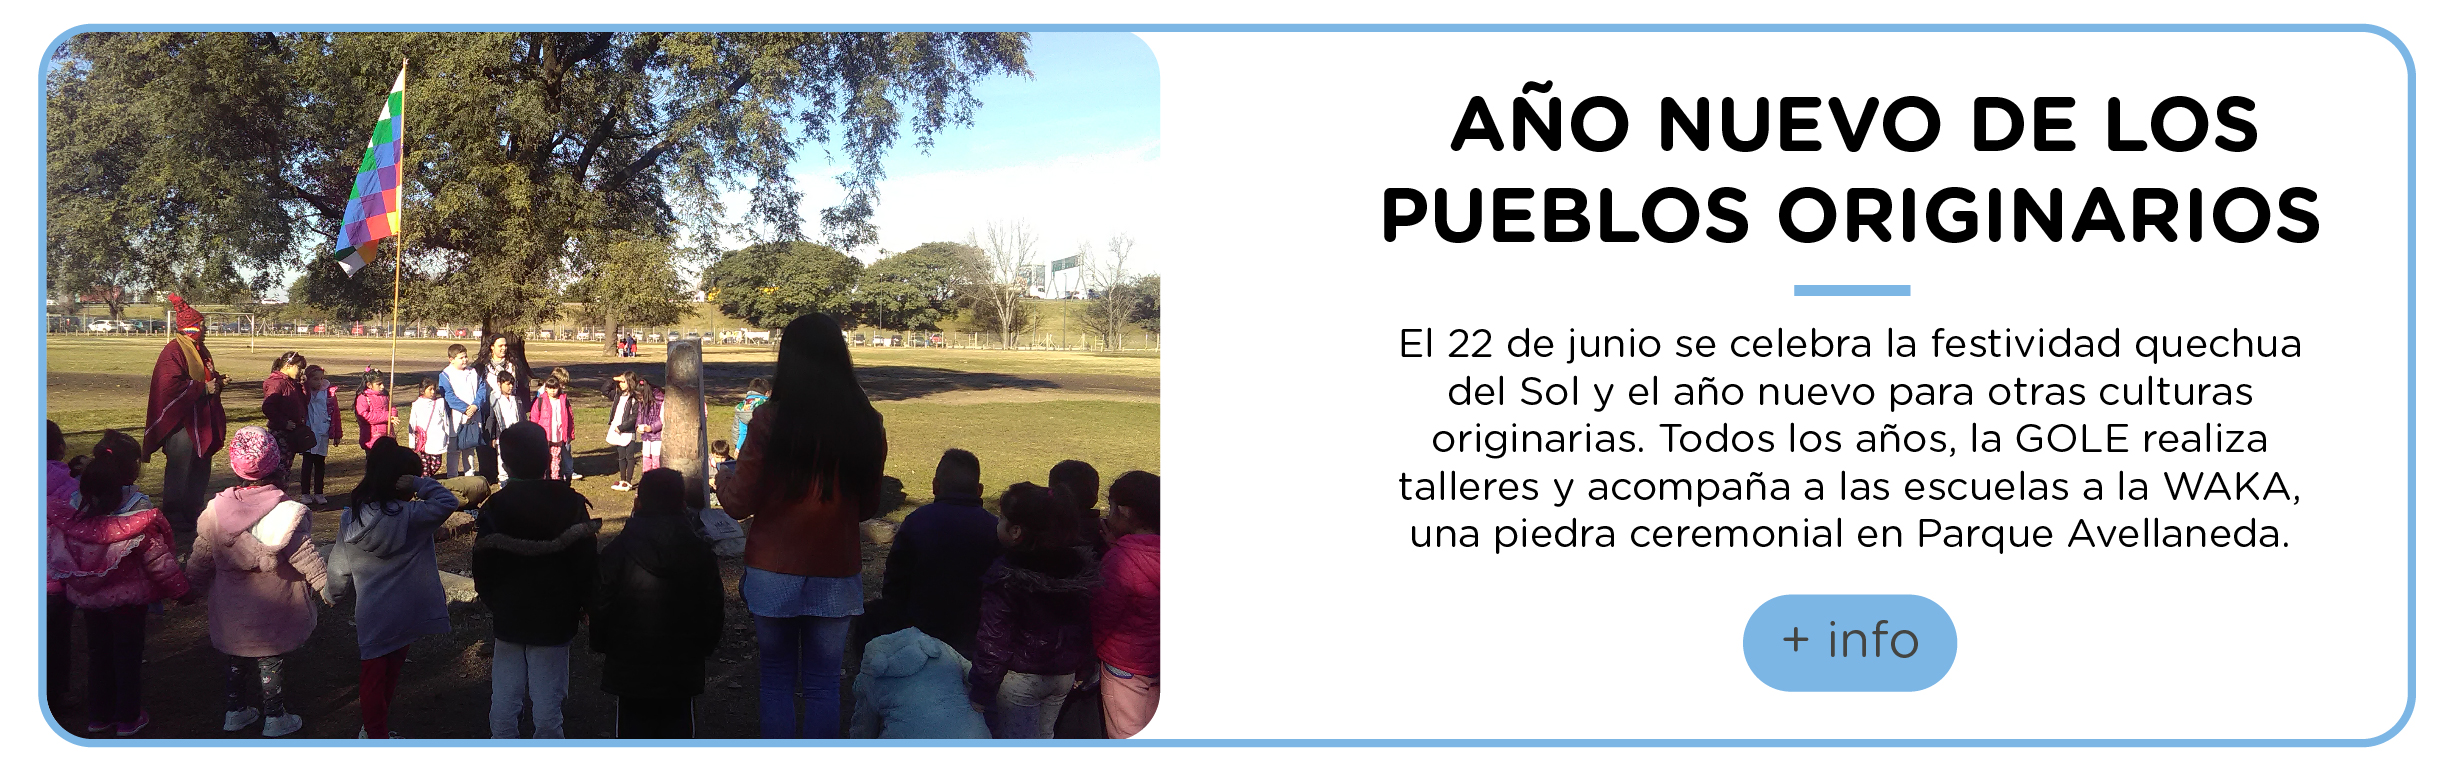 AÑO NUEVO DE LOS
PUEBLOS ORIGINARIOS
El 22 de junio se celebra la festividad quechua
del Sol y el año nuevo para otras culturas
originarias. Todos los años, la GOLE realiza
talleres y acompaña a las escuelas a la WAKA,
una piedra ceremonial en Parque Avellaneda.
+ info